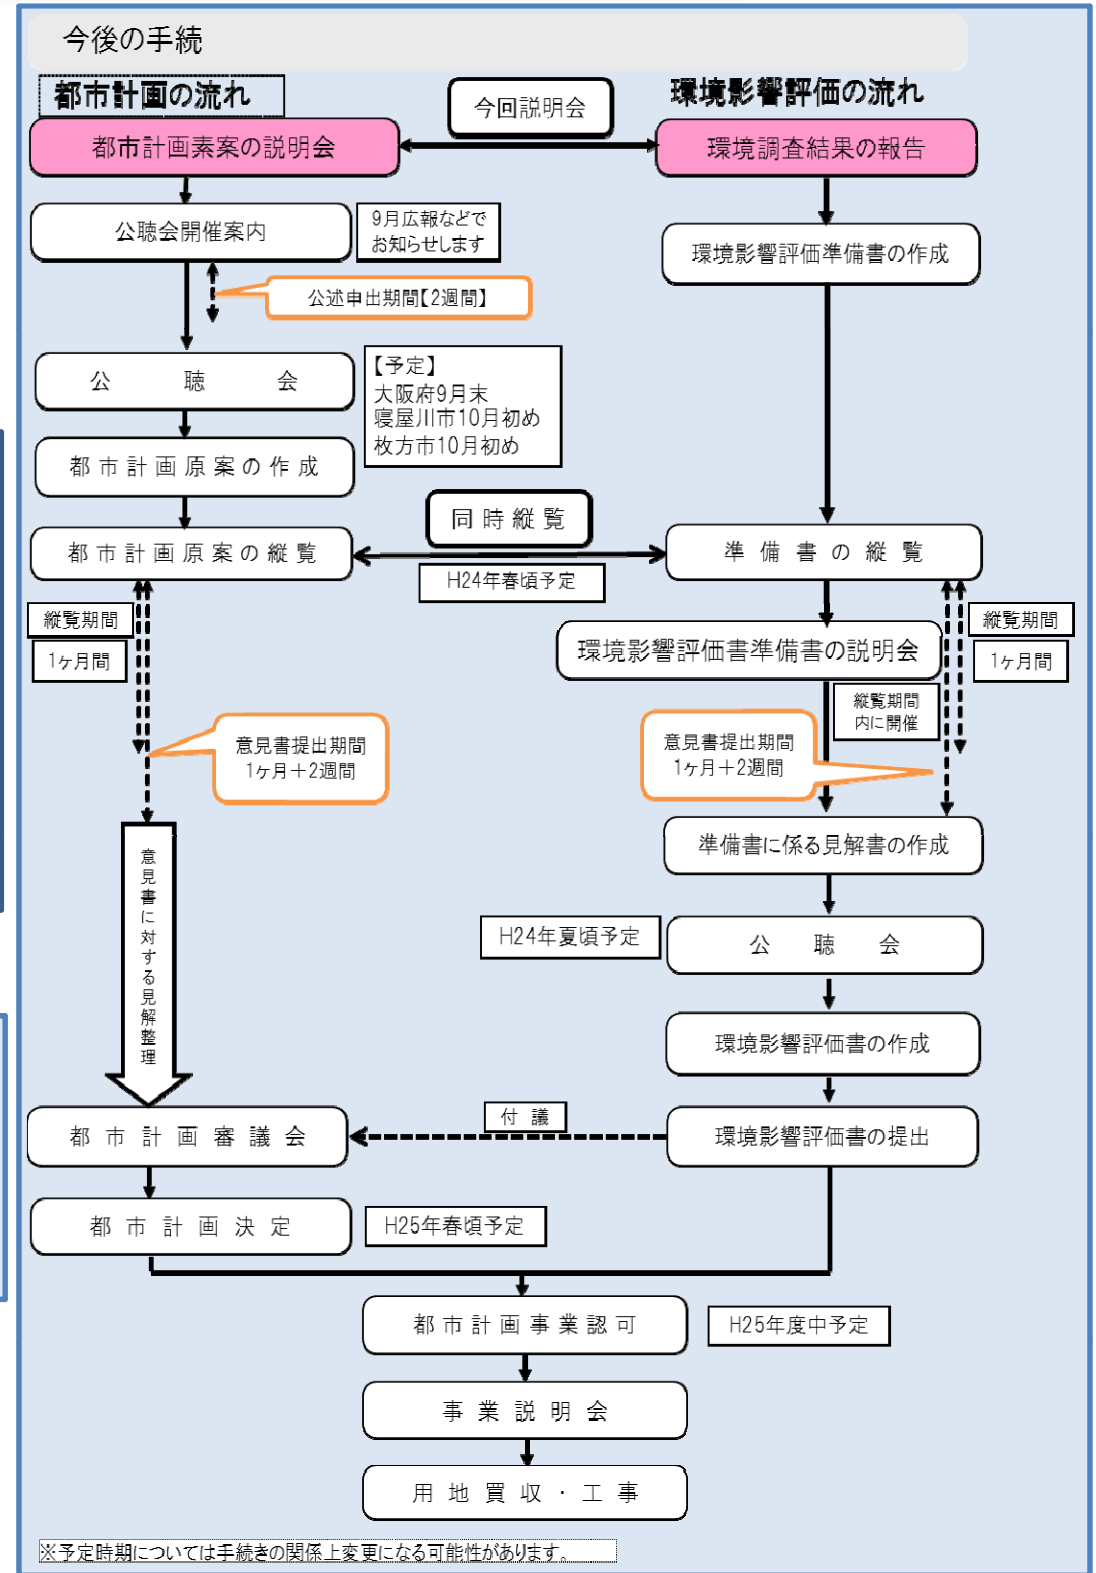 今後の手続
都市計画の流れ
環境影響評価の流れ
今回説明会
都市計画素案の説明会
環境調査結果の報告
公聴会開催案内
9月広報などで
お知らせします
環境影響評価準備書の作成
公述申出期間【2週間】
公聴会
【予定】
大阪府9月末
寝屋川市10月初め
枚方市10月初め
都市計画原案の作成
同時縦覧
都市計画原案の縦覧
準備書の縦覧
H24年春頃予定
縦覧期間
1ヶ月間
縦覧期間
1ヶ月間
環境影響評価書準備書の説明会
縦覧期間
内に開催
意見書提出期間
1ヶ月＋2週間
意見書提出期間
1ヶ月＋2週間
準備書に係る見解書の作成
意見書に対する見解整理
H24年夏頃予定
公聴会
環境影響評価書の作成
付議
都市計画審議会
環境影響評価書の提出
都市計画決定
H25年春頃予定
都市計画事業認可
H25年度中予定
事業説明会
用地買収・工事
※予定時期については手続きの関係上変更になる可能性があります。